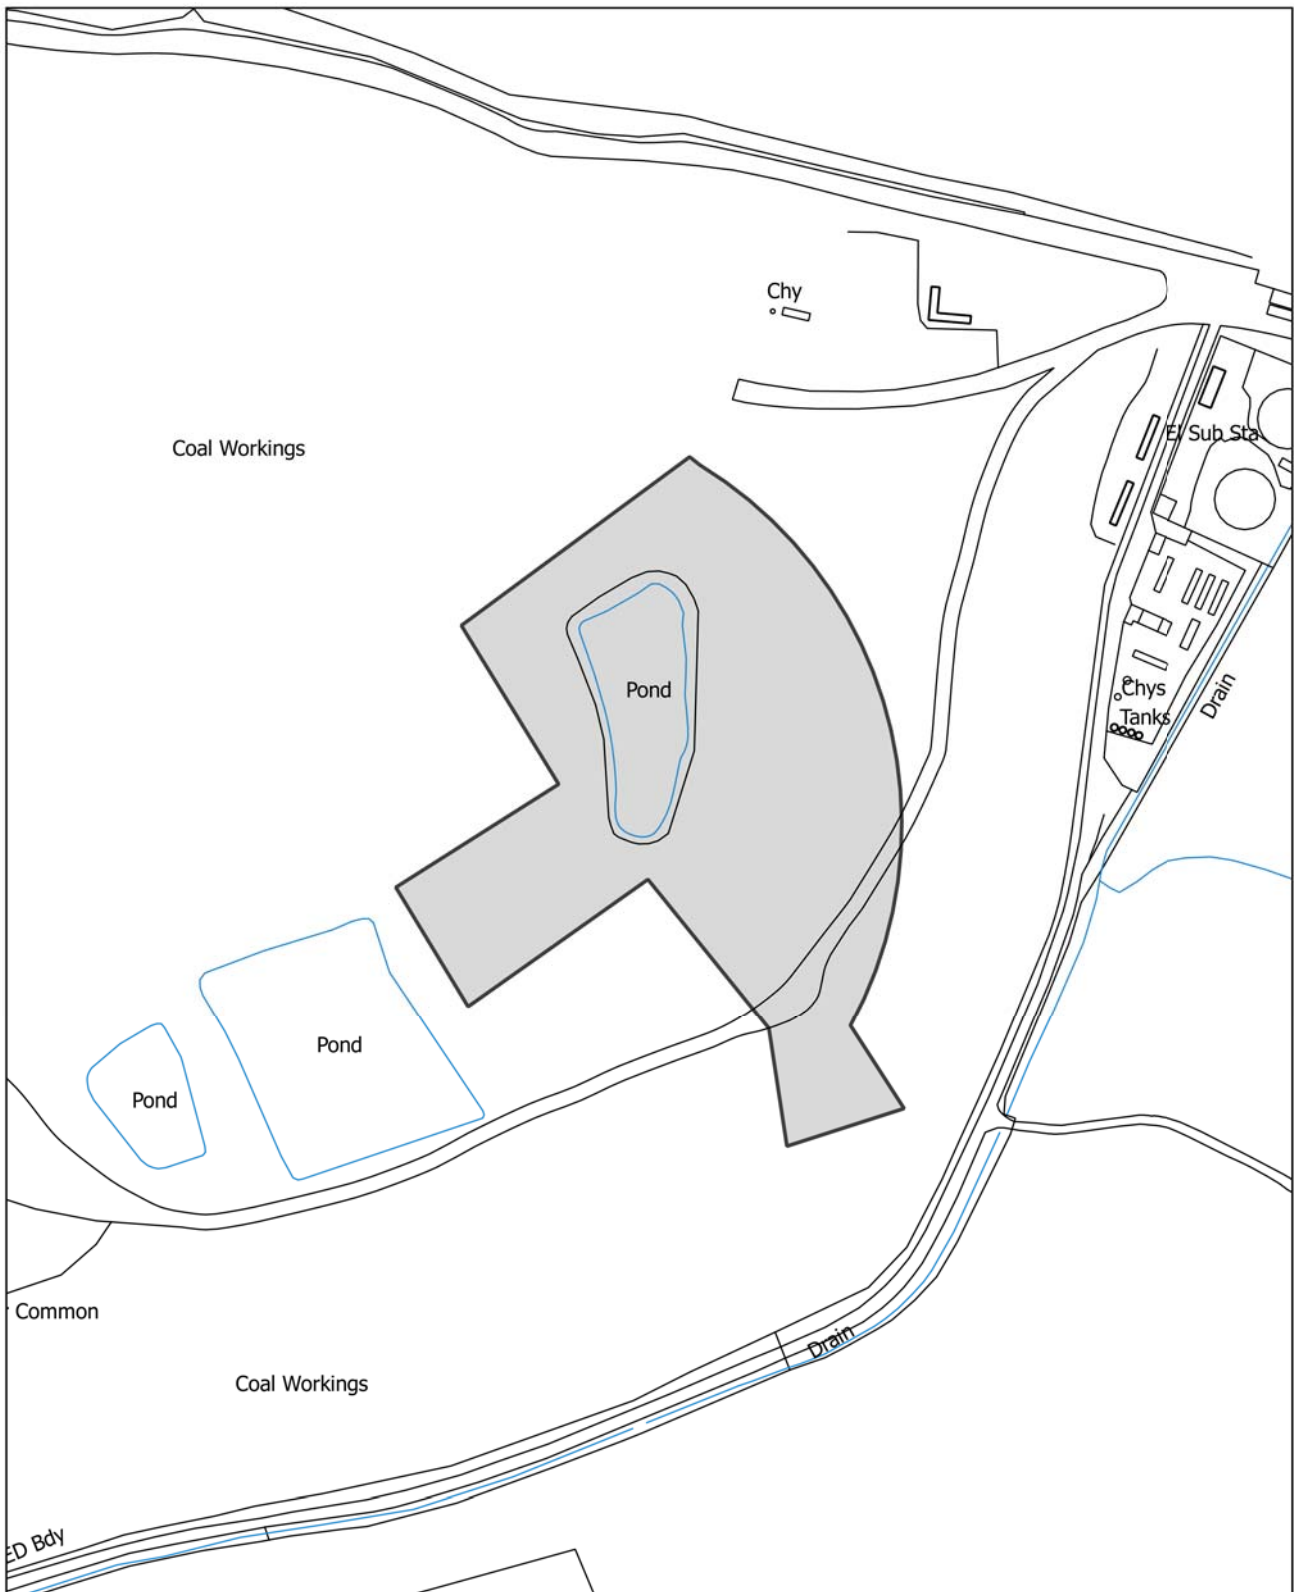 Chy
Coal Workings
El Sub Sta
Pond
Chys
Drain
Tanks
Pond
Pond
Common
Drain
Coal Workings
ED Bdy